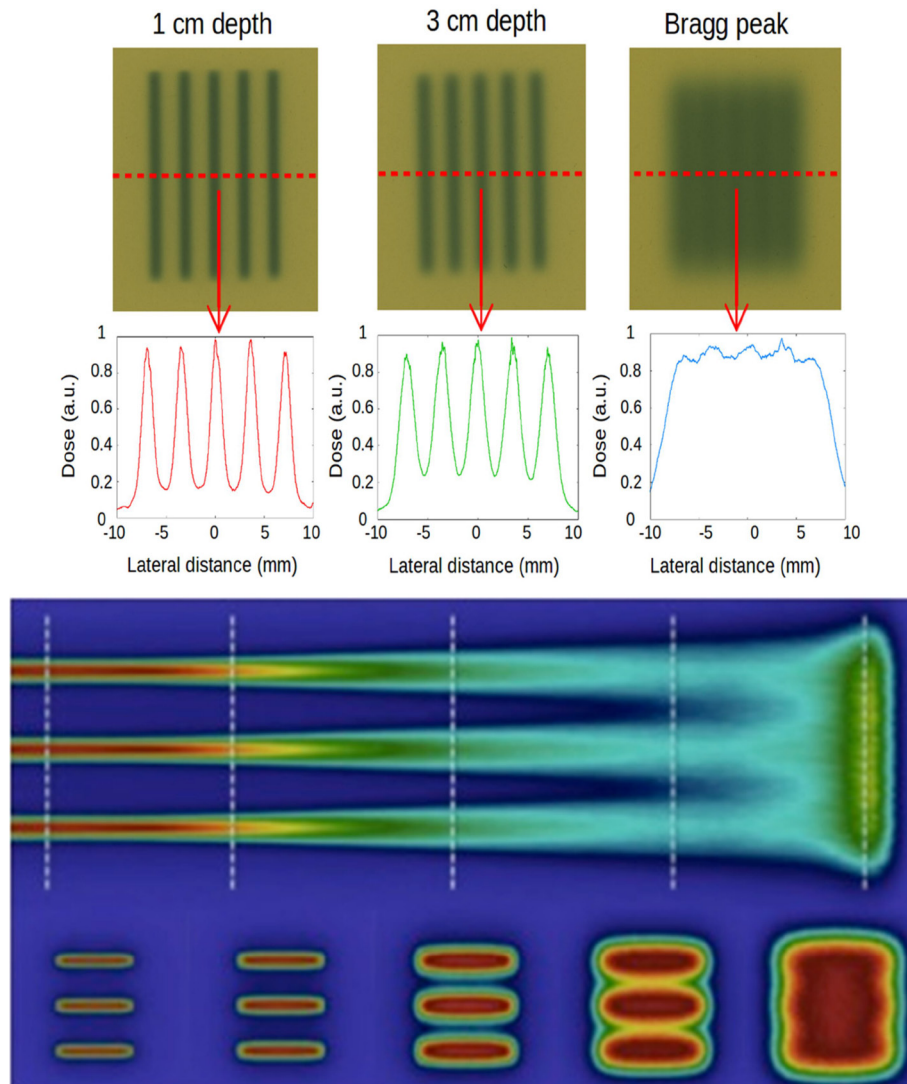 1 cm depth 3 cm depth Bragg peak
1 1 1
0.8 0.8 0.8
0.6 0.6 0.6
0.4 0.4 0.4
0.2 0.2 0.2
0 0 0
Dose (a.u.) Dose (a.u.) Dose (a.u.)
-10 -5 0 5 10 -10 -5 0 5 10 -10 -5 0 5 10
Lateral distance (mm) Lateral distance (mm) Lateral distance (mm)